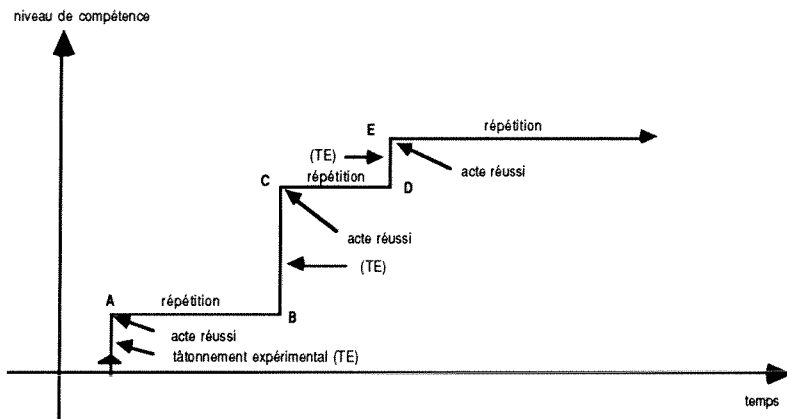 niveau de compétence
E
répétition
(TE)
acte réussi
C
répétition
D
acte réussi
(TE)
A
répétition
B
acte réussi
tâtonnement expérimental (TE)
temps